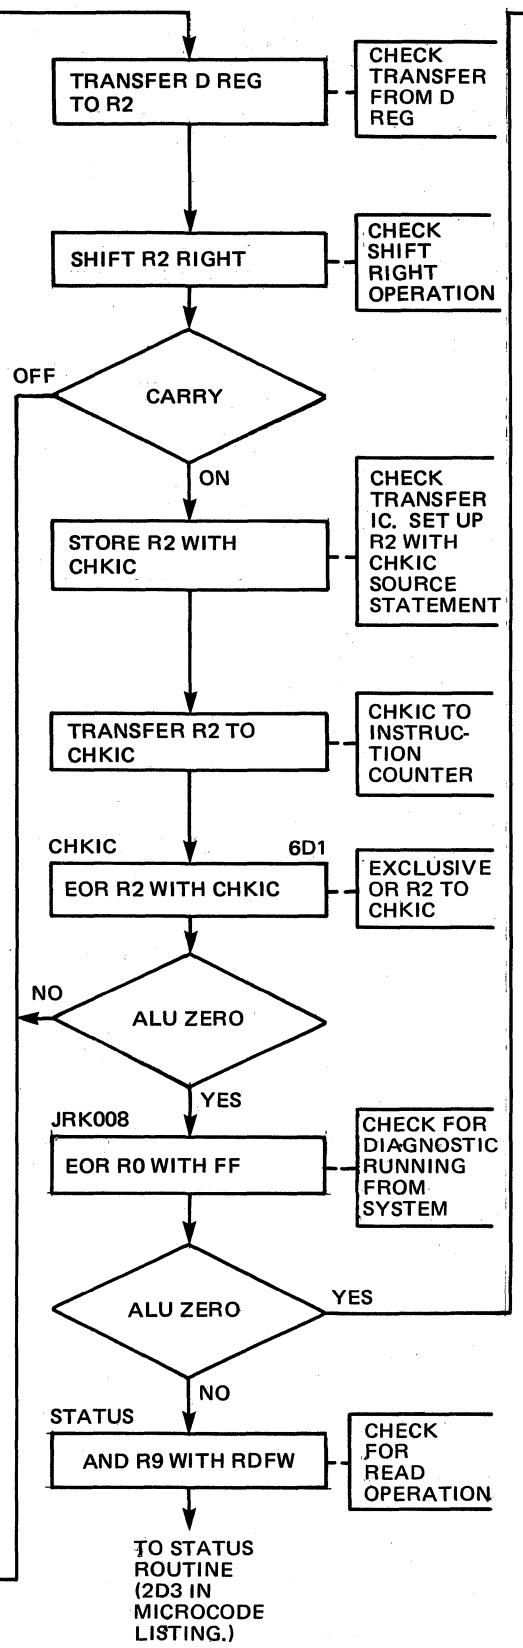 TRANSFER D REG
TO R2
CHECK
TRANSFER
FROM D
REG
SHIFT R2 RIGHT
CHECK
SHIFT
RIGHT
OPERATION
OFF
CARRY
ON
STORE R2 WITH
CHKIC
CHECK
TRANSFER
IC. SET UP
R2 WITH
CHKIC
SOURCE
STATEMENT
TRANSFER R2 TO
CHKIC
CHKIC TO
INSTRUC-
TION
COUNTER
CHKIC
6D1
EOR R2 WITH CHKIC
EXCLUSIVE
OR R2 TO
CHKIC
NO
ALU ZERO
YES
JRK008
EOR R0 WITH FF
CHECK FOR
DIAGNOSTIC
RUNNING
FROM
SYSTEM
ALU ZERO
YES
NO
STATUS
AND R9 WITH RDFW
CHECK
FOR
READ
OPERATION
TO STATUS
ROUTINE
(2D3 IN
MICROCODE
LISTING.)